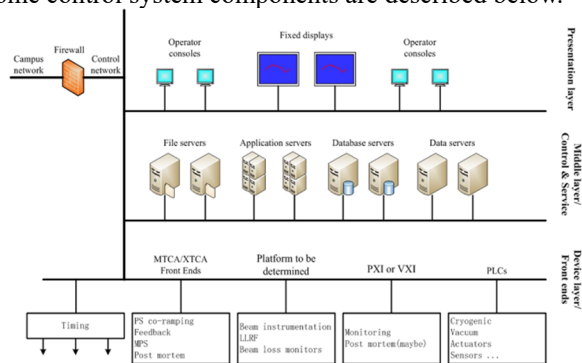 ome control system components are described below.
Campus
network
Firewall
Control
network
Operator
consoles
Fixed displays
Operator
consoles
Presentation layer
File servers
Application servers
Database servers
Data servers
Middle layer/
Control & Service
MTCA/XTCA
Front Ends
Platform to be
determined
PXI or VXI
PLCs
Device layer/
Front ends
Timing
PS co-ramping
Feedback
MPS
Post mortem
Beam instrumentation
LLRF
Beam loss monitors
Monitoring
Post mortem(maybe)
Cryogenic
Vacuum
Actuators
Sensors ...